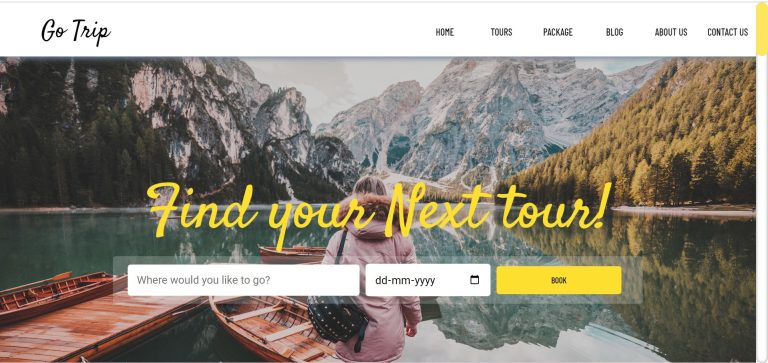 Go Trip
HOME TOURS PACKAGE BLOG ABOUT US CONTACT US
Find your Next tour!
Where would you like to go? dd-mm-yyyy BOOK